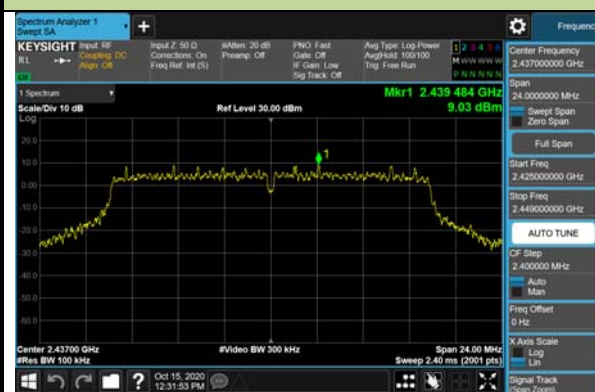 Spectrum Analyzer 1
Swept SA
+
Frequency
KEYSIGHT
RL
Input: RF
Coupling: DC
Align: Off
Input Z: 50 Ω
Corrections: On
Freq Ref: Int (S)
#Atten: 20 dB
Preamp: Off
PNO: Fast
Gate: Off
IF Gain: Low
Sig Track: Off
Avg Type: Log-Power
Avg|Hold: 100/100
Trig: Free Run
1 2 3 4 5 6
M W W W W W
P N N N N N
1 Spectrum
Scale/Div 10 dB
Log
Ref Level 30.00 dBm
Mkr1 2.439 484 GHz
9.03 dBm
1
20.0
10.0
0.00
-10.0
-20.0
-30.0
-40.0
-50.0
-60.0
Center 2.43700 GHz
#Res BW 100 kHz
#Video BW 300 kHz
Span 24.00 MHz
Sweep 2.40 ms (2001 pts)
Center Frequency
2.437000000 GHz
Span
24.0000000 MHz
Swept Span
Zero Span
Full Span
Start Freq
2.425000000 GHz
Stop Freq
2.449000000 GHz
AUTO TUNE
CF Step
2.400000 MHz
Auto
Man
Freq Offset
0 Hz
X Axis Scale
Log
Lin
Signal Track
(Span Zoom)
Oct 15, 2020
12:31:53 PM